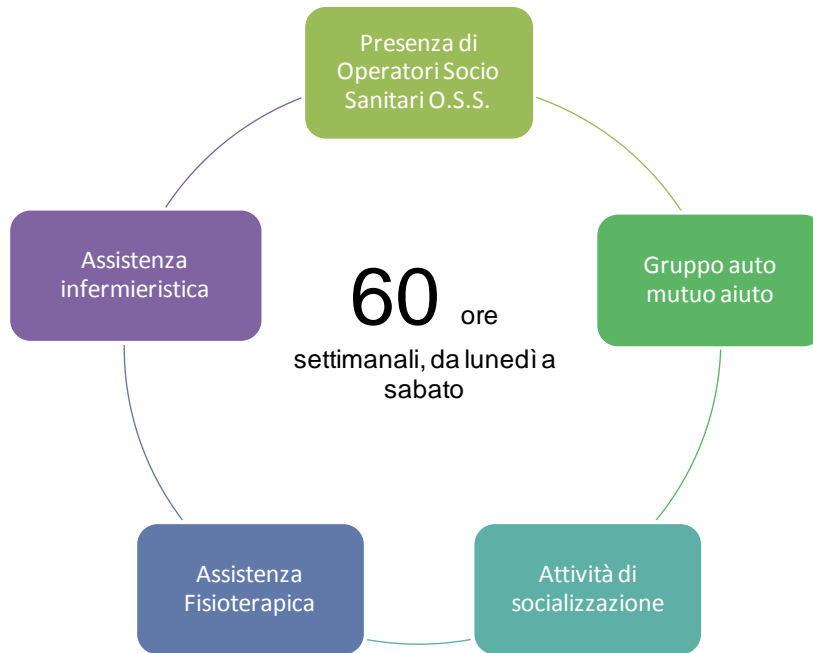 Presenza di
Operatori Socio
Sanitari O.S.S.
Assistenza
infermieristica
60 ore
settimanali, da lunedì a
sabato
Gruppo auto
mutuo aiuto
Assistenza
Fisioterapica
Attività di
socializzazione